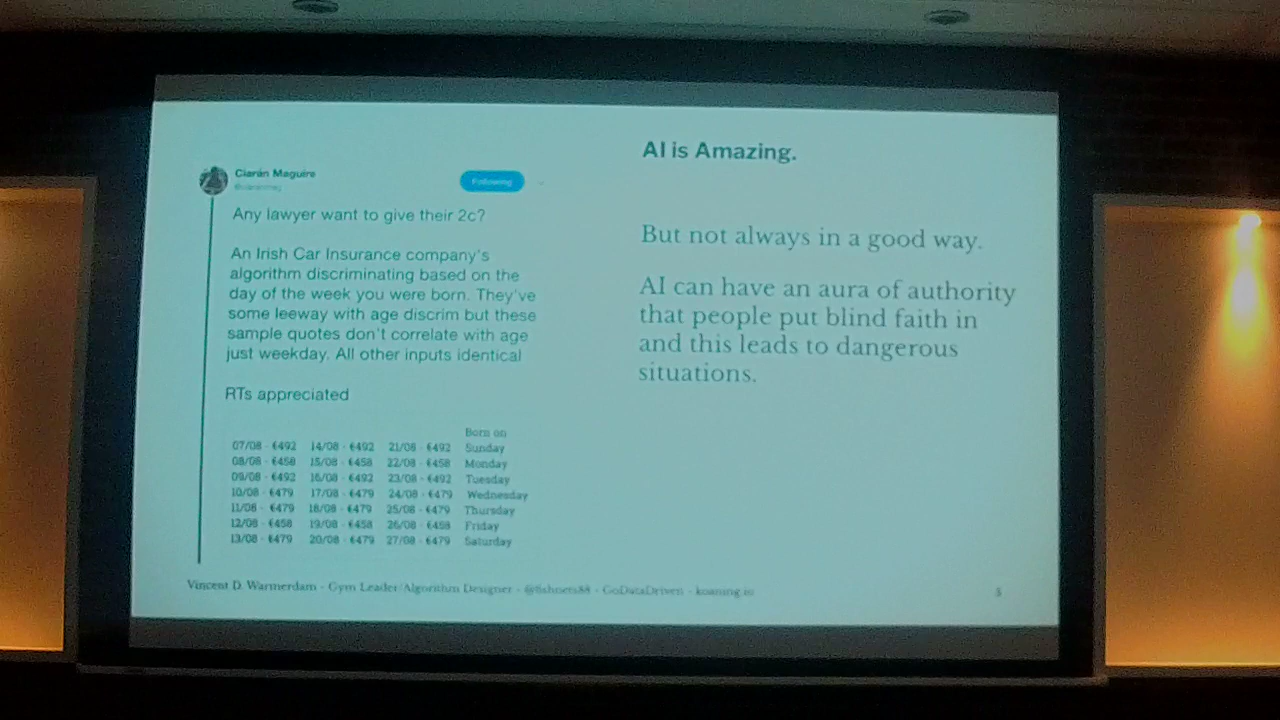 Ciarán Maguire
Following
Any lawyer want to give their 2c?
An Irish Car Insurance company's
algorithm discriminating based on the
day of the week you were born. They've
some leeway with age discrim but these
sample quotes don't correlate with age
just weekday. All other inputs identical
RTs appreciated
Born on
07/08 - €492 14/08 - €492 21/08 - €492 Sunday
08/08 - €458 15/08 - €458 22/08 - €458 Monday
09/08 - €492 16/08 - €492 23/08 - €492 Tuesday
10/08 - €479 17/08 - €479 24/08 - €479 Wednesday
11/08 - €479 18/08 - €479 25/08 - €479 Thursday
12/08 - €458 19/08 - €458 26/08 - €458 Friday
13/08 - €479 20/08 - €479 27/08 - €479 Saturday
AI is Amazing.
But not always in a good way.
AI can have an aura of authority
that people put blind faith in
and this leads to dangerous
situations.
Vincent D. Warmerdam - Gym Leader/Algorithm Designer - @fishnets88 - GoDataDriven - koaning.io